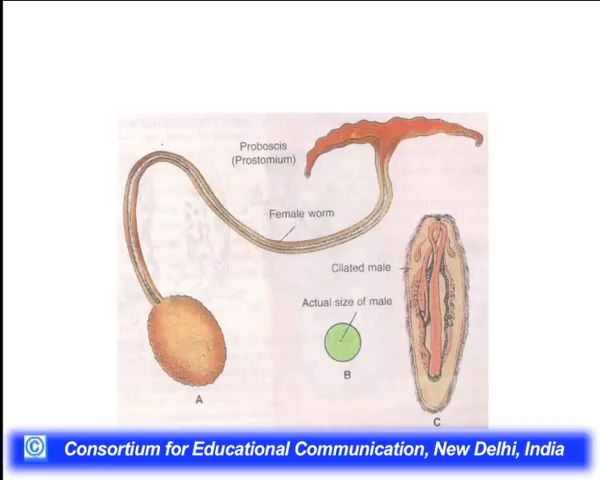 Proboscis
(Prostomium)
Female worm
Ciliated male
Actual size of male
A
B
C
© Consortium for Educational Communication, New Delhi, India